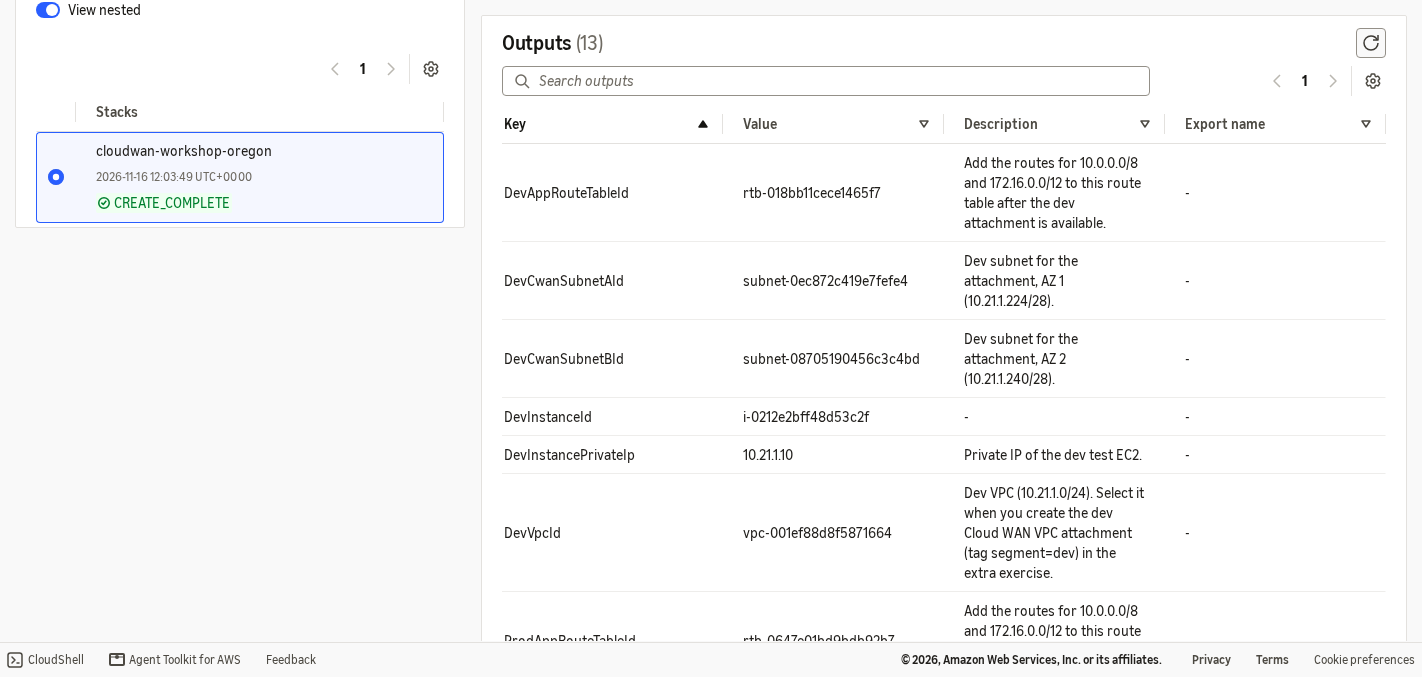 View nested
1
Stacks
cloudwan-workshop-oregon
2026-11-16 12:03:49 UTC+0000
CREATE_COMPLETE
Outputs (13)
Search outputs
1
Key Value Description Export name
DevAppRouteTableId rtb-018bb11cece1465f7 Add the routes for 10.0.0.0/8 -
and 172.16.0.0/12 to this route
table after the dev
attachment is available.
DevCwanSubnetAId subnet-0ec872c419e7fefe4 Dev subnet for the -
attachment, AZ 1
(10.21.1.224/28).
DevCwanSubnetBId subnet-08705190456c3c4bd Dev subnet for the -
attachment, AZ 2
(10.21.1.240/28).
DevInstanceId i-0212e2bff48d53c2f - -
DevInstancePrivateIp 10.21.1.10 Private IP of the dev test EC2. -
DevVpcId vpc-001ef88d8f5871664 Dev VPC (10.21.1.0/24). Select it -
when you create the dev
Cloud WAN VPC attachment
(tag segment=dev) in the
extra exercise.
ProdAppRouteTableId Add the routes for 10.0.0.0/8
and 172.16.0.0/12 to this route
CloudShell Agent Toolkit for AWS Feedback © 2026, Amazon Web Services, Inc. or its affiliates. Privacy Terms Cookie preferences